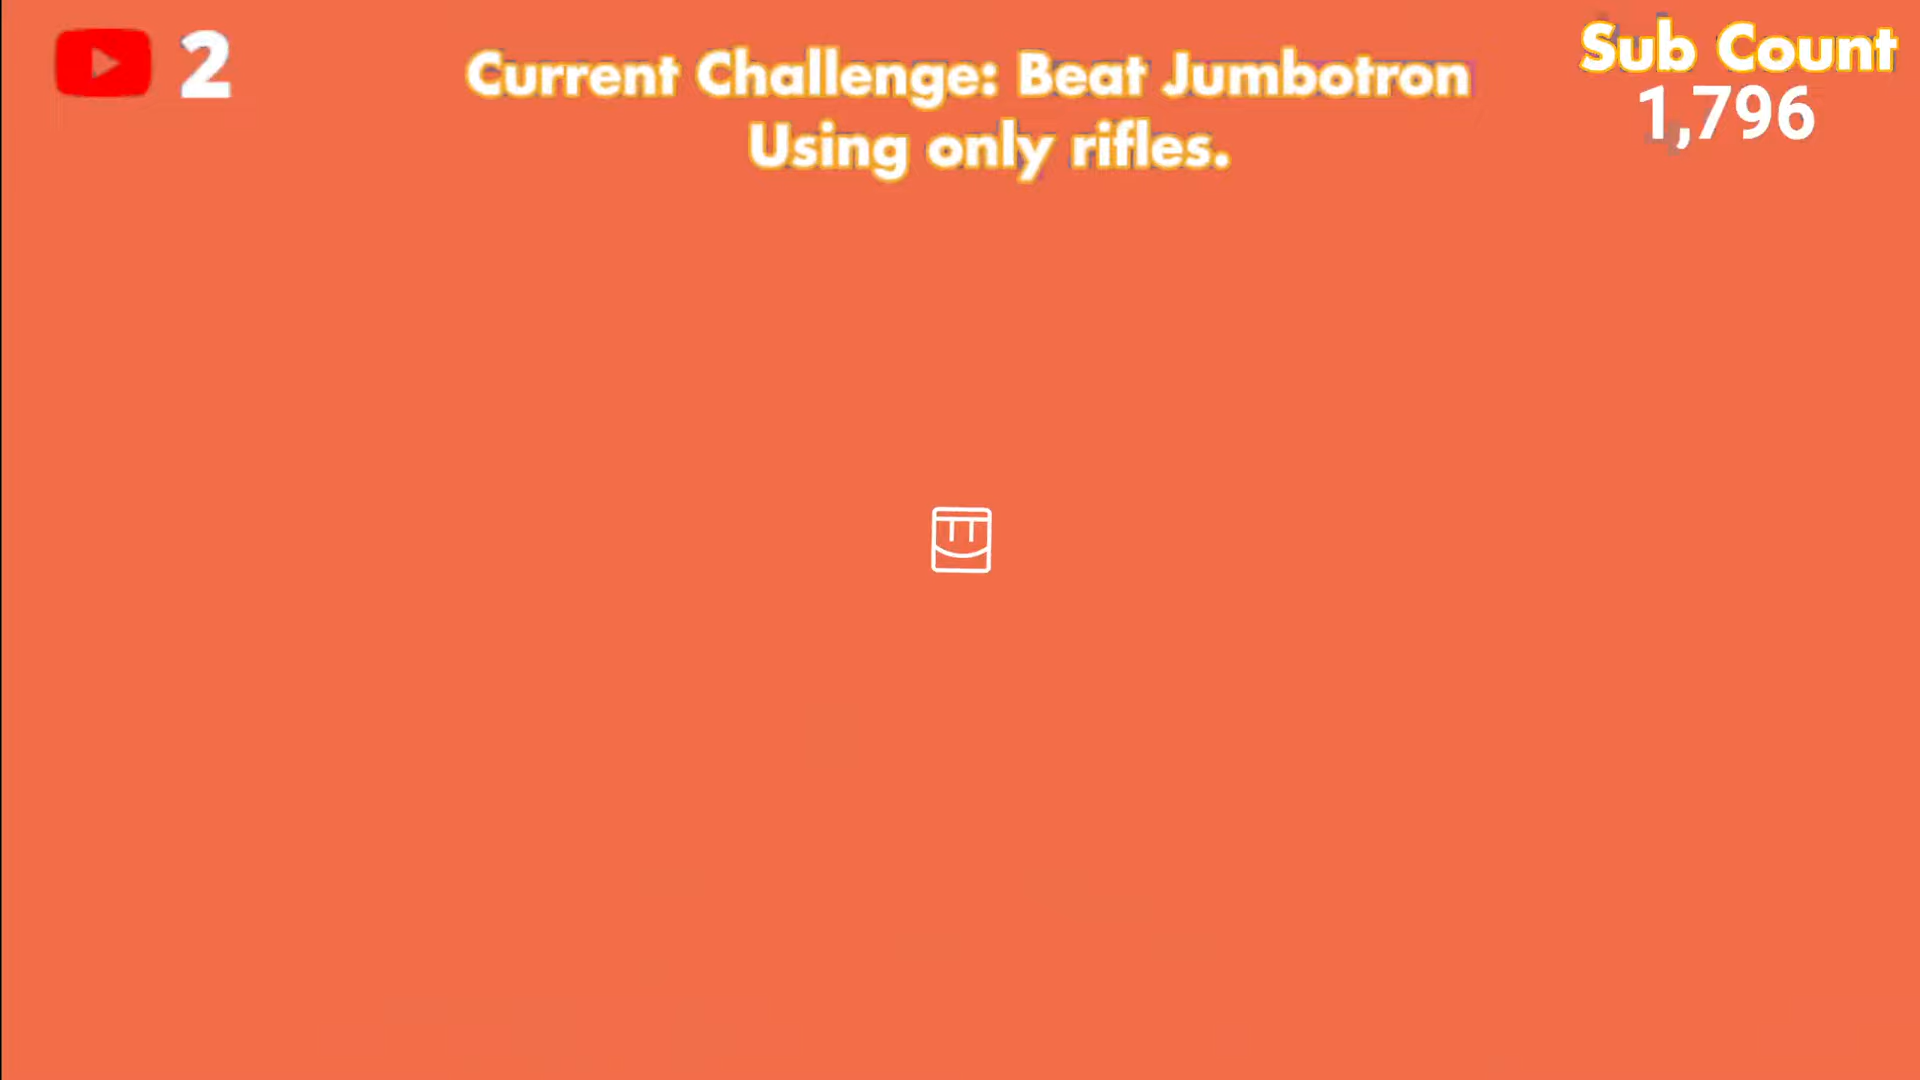 2
Current Challenge: Beat Jumbotron
Using only rifles.
Sub Count
1,796